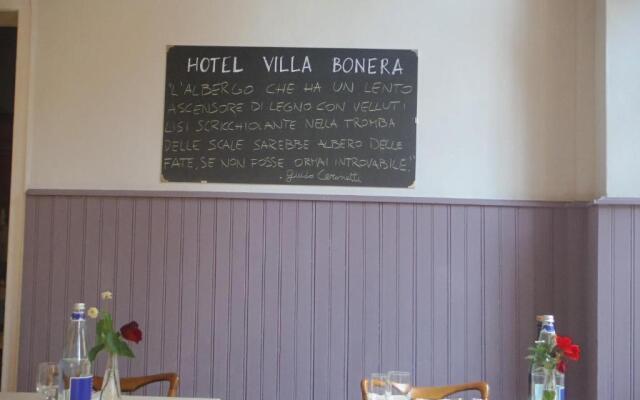 HOTEL VILLA BONERA
"L'ALBERGO CHE HA UN LENTO
ASCENSORE DI LEGNO CON VELLUTI
LISI SCRICCHIOLANTE NELLA TROMBA
DELLE SCALE SAREBBE ALBERO DELLE
FATE, SE NON FOSSE ORMAI INTROVABILE."
- Guido Ceronetti